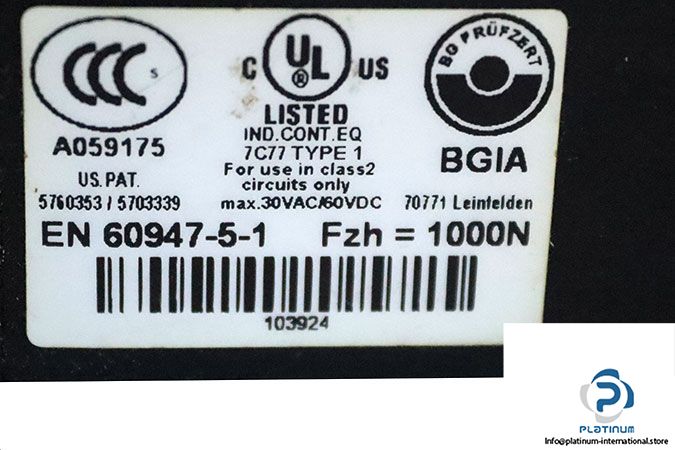 CCC S
A059175
US. PAT.
5760353 / 5703339
C UL ® US
LISTED
IND.CONT.EQ
7C77 TYPE 1
For use in class2
circuits only
max.30VAC/60VDC
BG PRÜFZERT
BGIA
70771 Leinfelden
EN 60947-5-1 Fzh = 1000N
103924
P
PLATINUM
Info@platinum-international.store